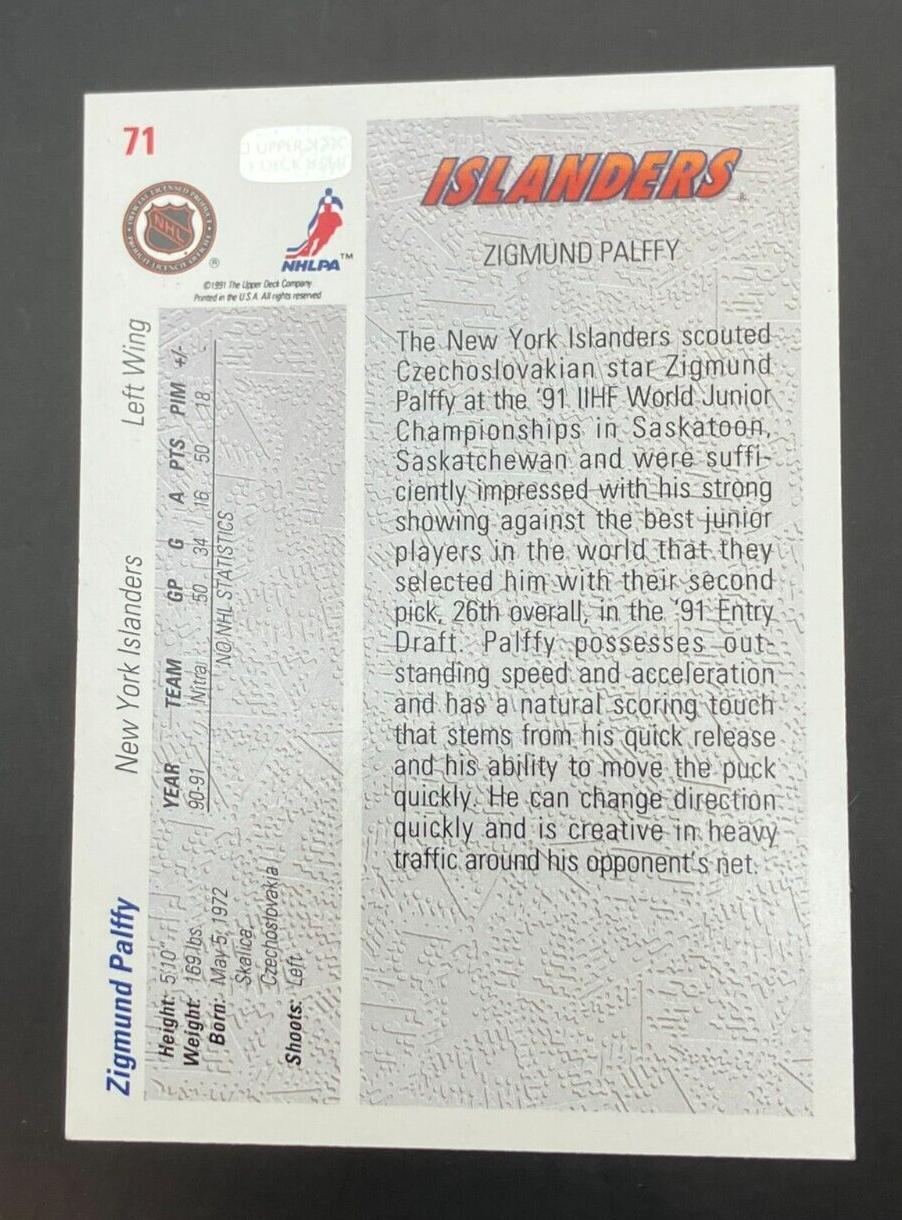 71
NHL
NHLPA™
©1991 The Upper Deck Company
Printed in the U.S.A. All rights reserved
ISLANDERS®
ZIGMUND PALFFY
The New York Islanders scouted
Czechoslovakian star Zigmund
Palffy at the '91 IIHF World Junior
Championships in Saskatoon,
Saskatchewan and were suffi-
ciently impressed with his strong
showing against the best junior
players in the world that they
selected him with their second
pick, 26th overall, in the '91 Entry
Draft. Palffy possesses out-
standing speed and acceleration
and has a natural scoring touch
that stems from his quick release
and his ability to move the puck
quickly. He can change direction
quickly and is creative in heavy
traffic around his opponent's net.
Zigmund Palffy New York Islanders Left Wing
Height: 5'10"
Weight: 169 lbs.
Born: May 5, 1972
Skalica,
Czechoslovakia
Shoots: Left
YEAR TEAM GP G A PTS PIM +/-
90-91 Nitra 50 34 16 50 18 -
NO NHL STATISTICS